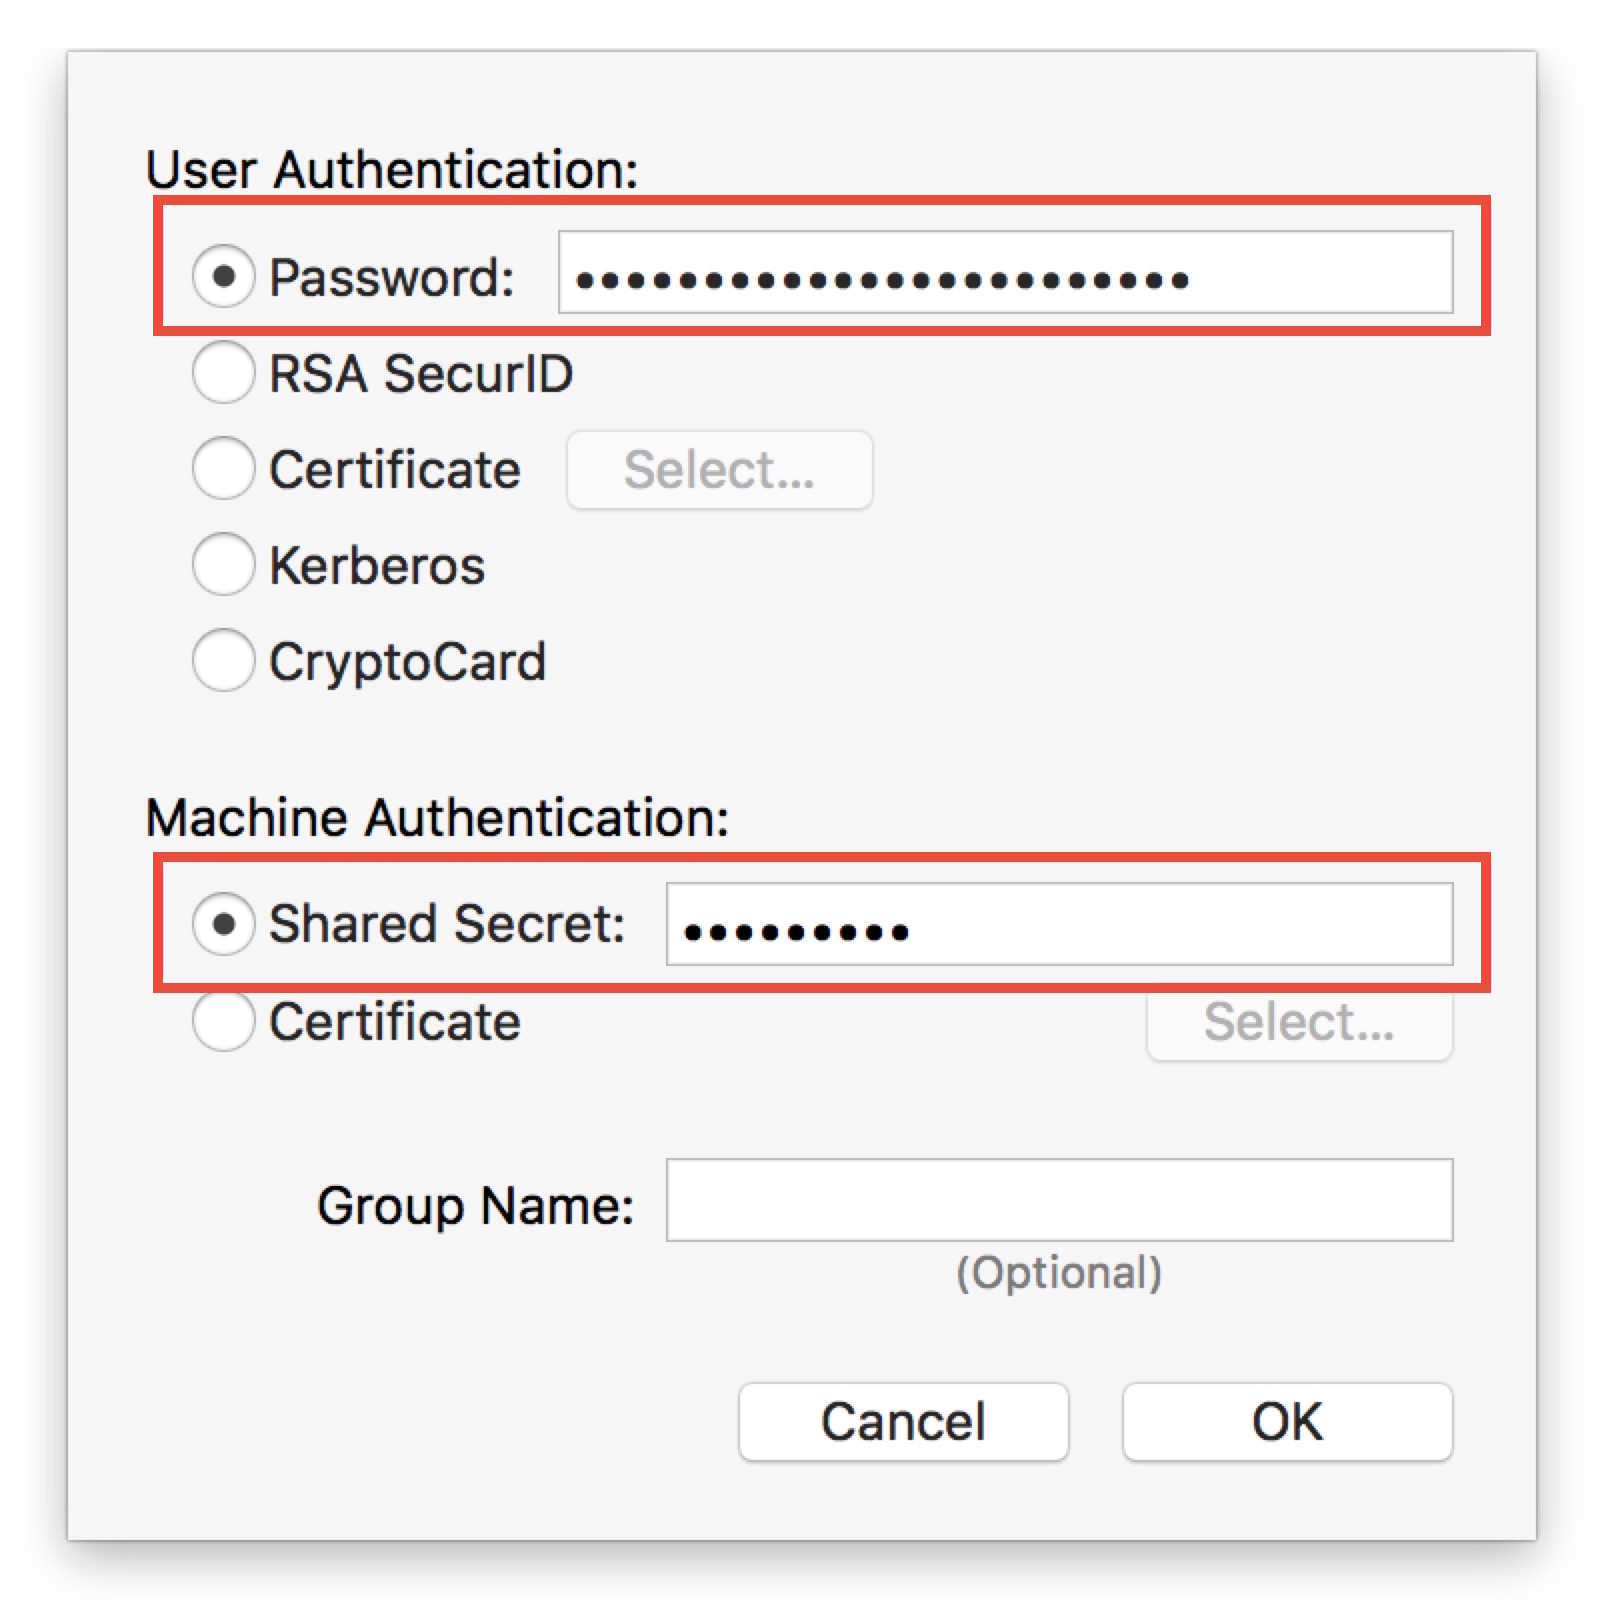 User Authentication:
Password: ••••••••••••••••••••••••
RSA SecurID
Certificate Select...
Kerberos
CryptoCard
Machine Authentication:
Shared Secret: •••••••••
Certificate Select...
Group Name:
(Optional)
Cancel OK